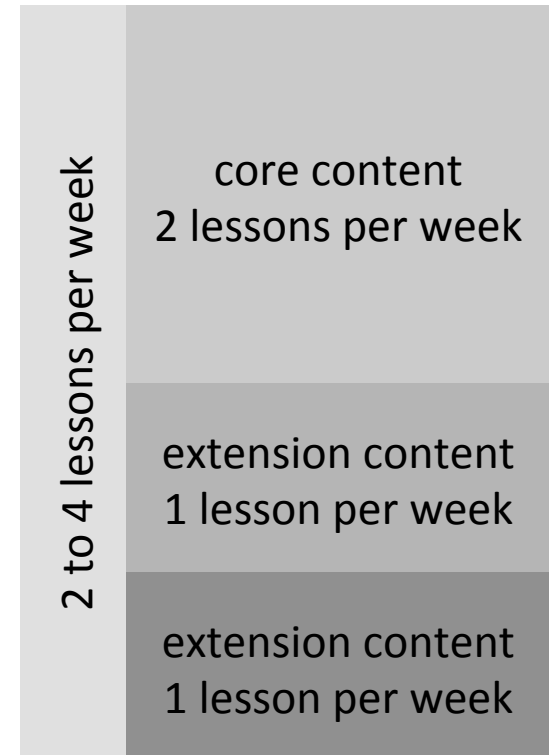 2 to 4 lessons per week
core content
2 lessons per week
extension content
1 lesson per week
extension content
1 lesson per week